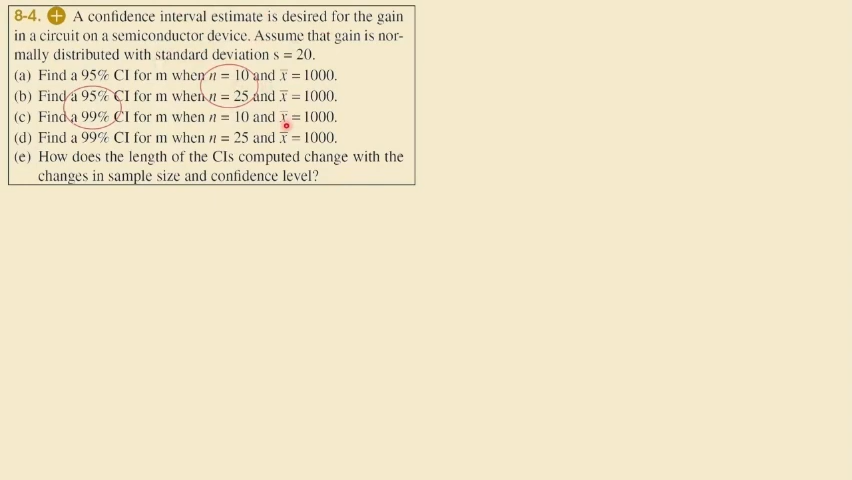 8-4. + A confidence interval estimate is desired for the gain
in a circuit on a semiconductor device. Assume that gain is nor-
mally distributed with standard deviation s = 20.
(a) Find a 95% CI for m when n = 10 and x̅ = 1000.
(b) Find a 95% CI for m when n = 25 and x̅ = 1000.
(c) Find a 99% CI for m when n = 10 and x̅ = 1000.
(d) Find a 99% CI for m when n = 25 and x̅ = 1000.
(e) How does the length of the CIs computed change with the
changes in sample size and confidence level?